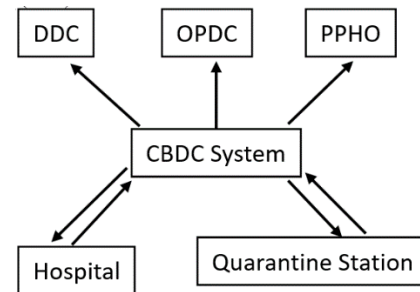 DDC
OPDC
PPHO
CBDC System
Hospital
Quarantine Station